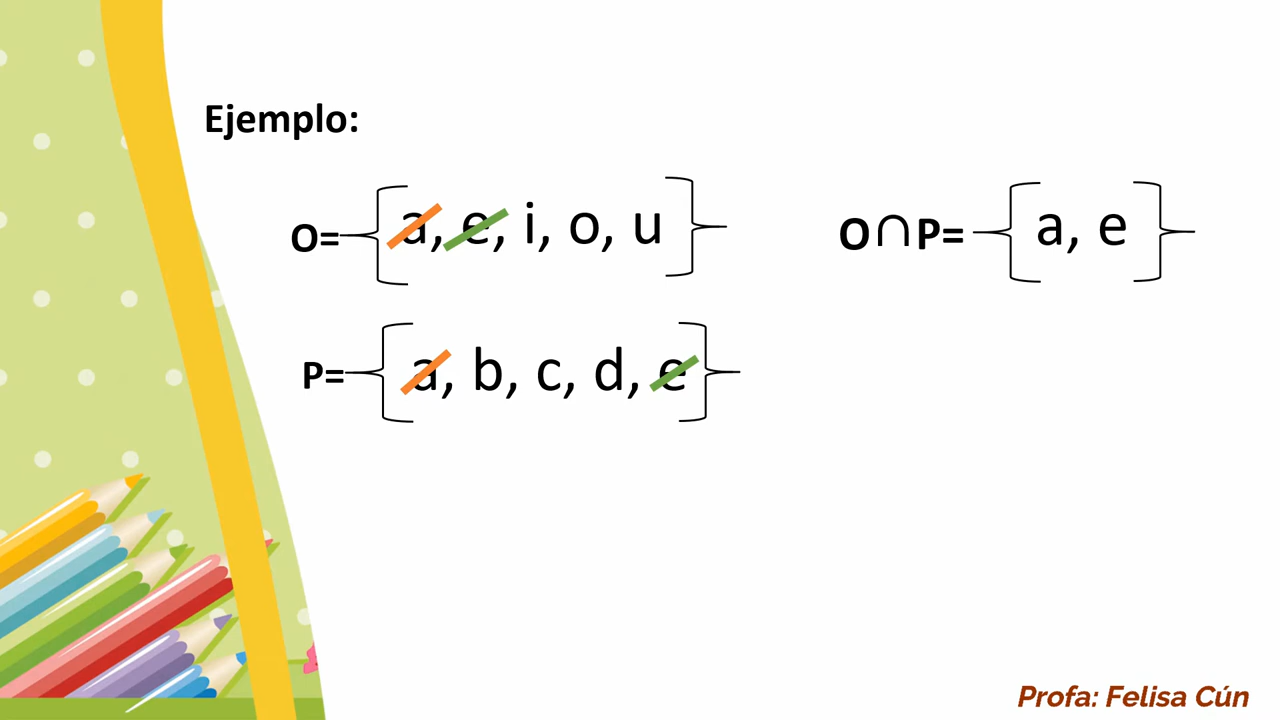 Ejemplo:
O= { a, e, i, o, u }
O∩P= { a, e }
P= { a, b, c, d, e }
Profa: Felisa Cún